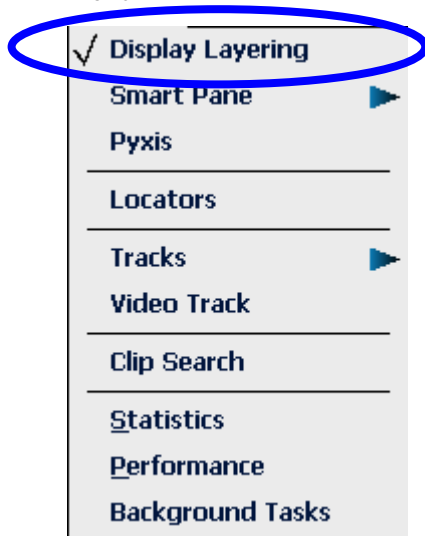 Display Layering
Smart Pane
Pyxis
Locators
Tracks
Video Track
Clip Search
Statistics
Performance
Background Tasks